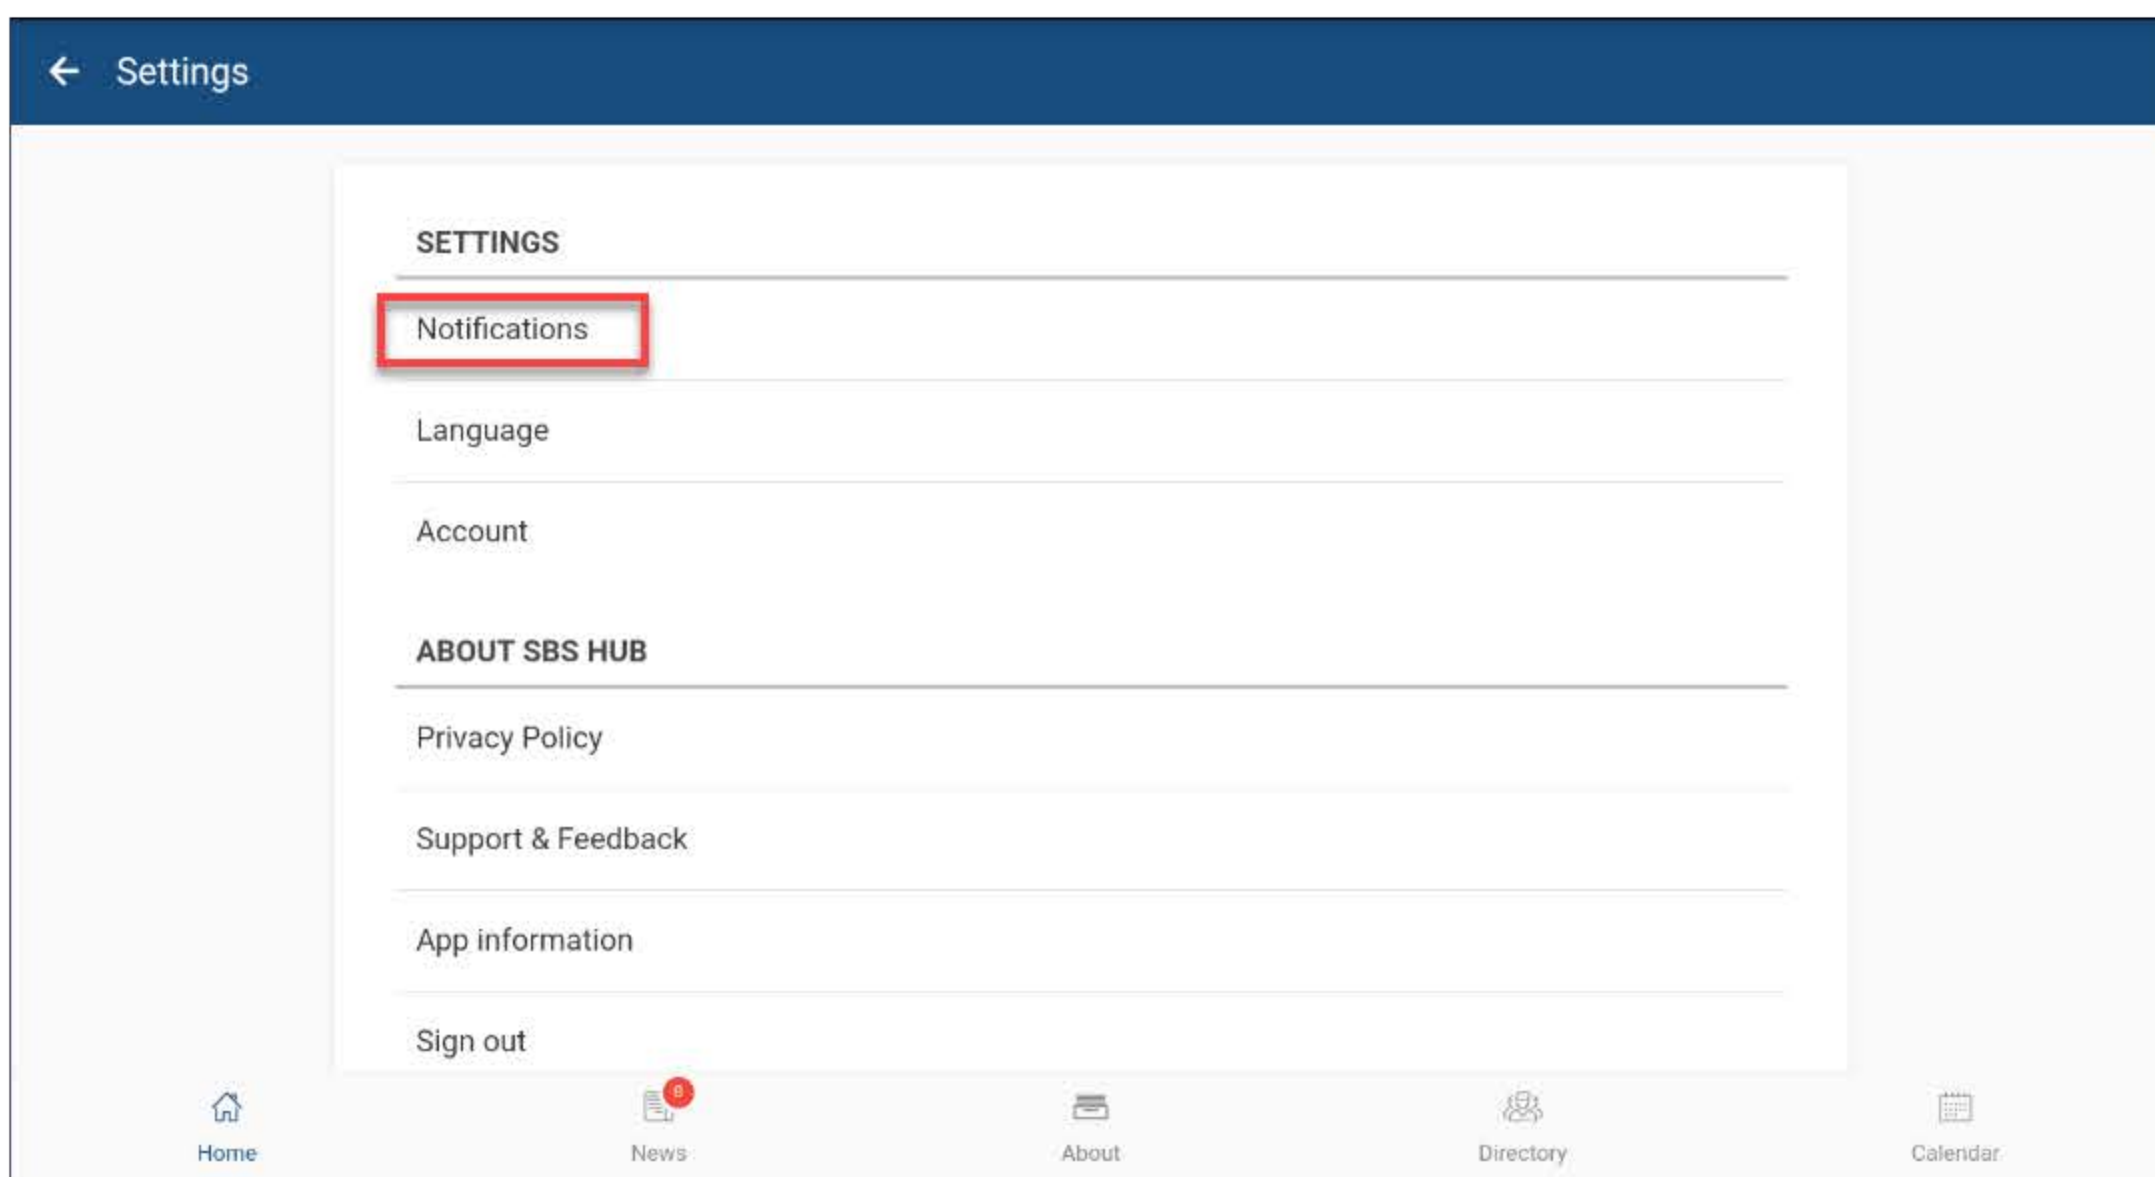 Settings
SETTINGS
Notifications
Language
Account
ABOUT SBS HUB
Privacy Policy
Support & Feedback
App information
Sign out
Home
News
About
Directory
Calendar